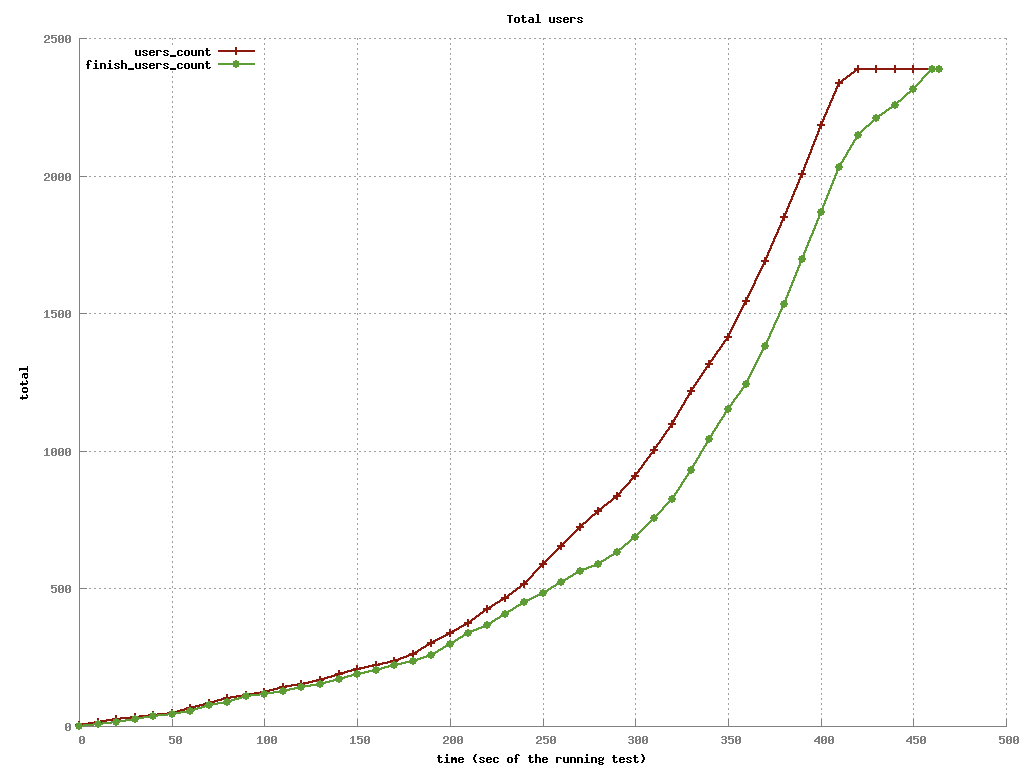 Total users
users_count
finish_users_count
2500
2000
1500
1000
500
0
total
0 50 100 150 200 250 300 350 400 450 500
time (sec of the running test)